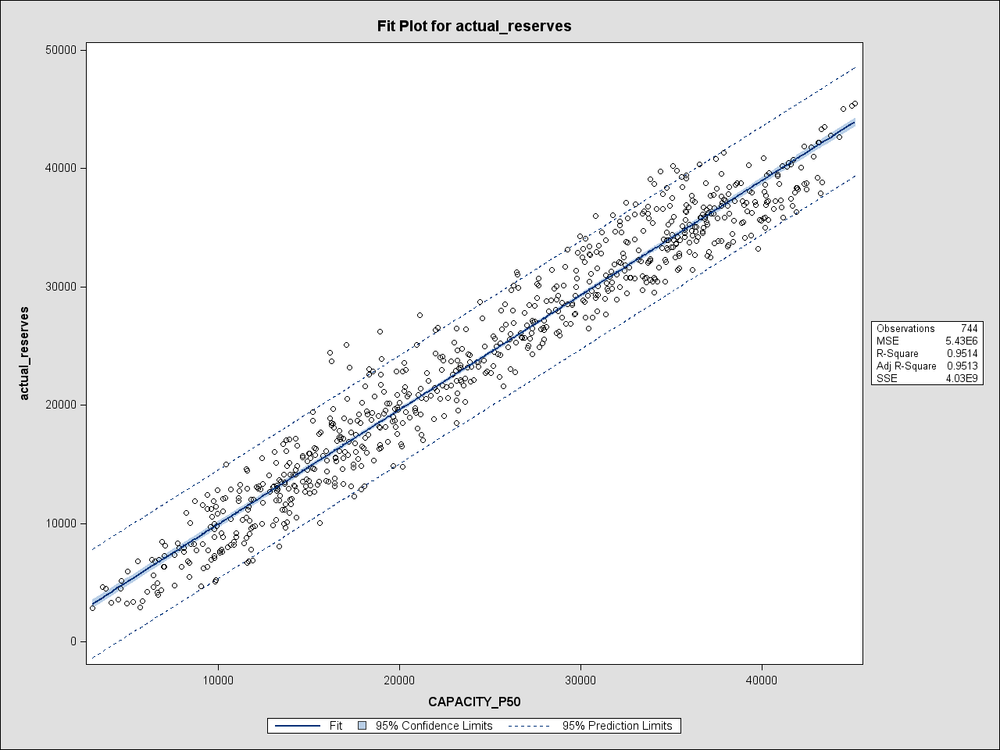 Fit Plot for actual_reserves
50000
40000
30000
20000
10000
0
actual_reserves
10000 20000 30000 40000
CAPACITY_P50
Fit 95% Confidence Limits 95% Prediction Limits
Observations 744
MSE 5.43E6
R-Square 0.9514
Adj R-Square 0.9513
SSE 4.03E9